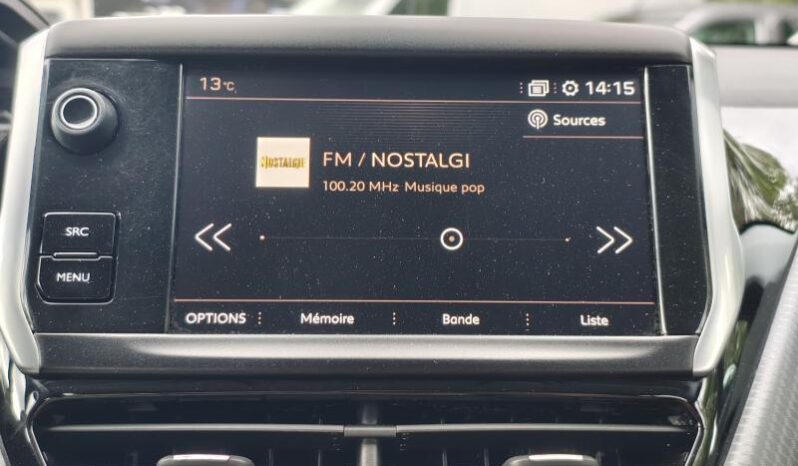 13°C 14:15
Sources
NOSTALGIE
FM / NOSTALGI
100.20 MHz Musique pop
SRC
MENU
OPTIONS Mémoire Bande Liste